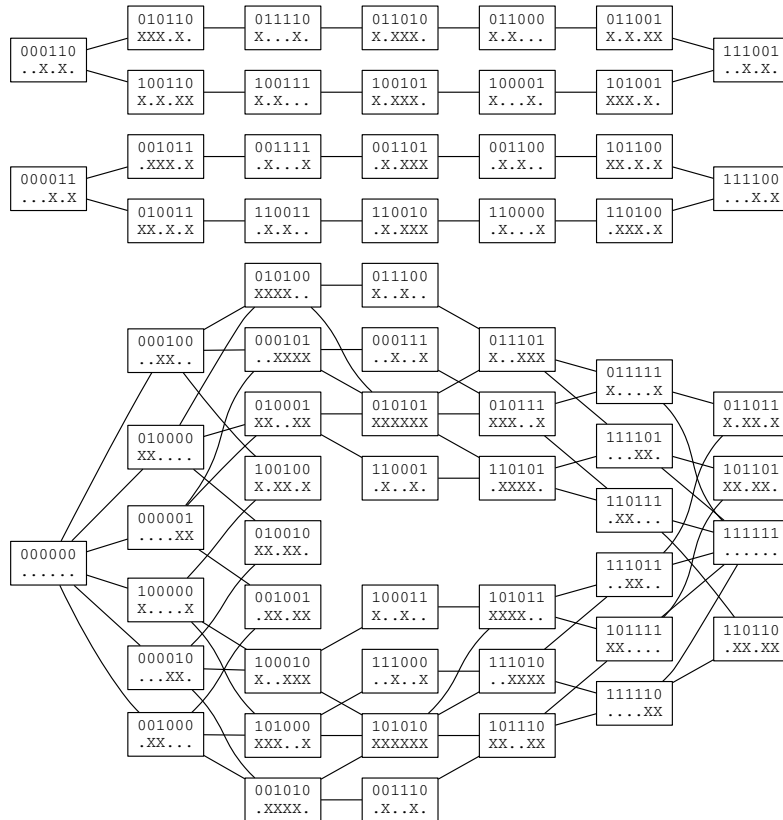 010110
XXX.X.
011110
X...X.
011010
X.XXX.
011000
X.X...
011001
X.X.XX
000110
..X.X.
111001
..X.X.
100110
X.X.XX
100111
X.X...
100101
X.XXX.
100001
X...X.
101001
XXX.X.
001011
.XXX.X
001111
.X...X
001101
.X.XXX
001100
.X.X..
101100
XX.X.X
000011
...X.X
111100
...X.X
010011
XX.X.X
110011
.X.X..
110010
.X.XXX
110000
.X...X
110100
.XXX.X
010100
XXXX..
011100
X..X..
000100
..XX..
000101
..XXXX
000111
..X..X
011101
X..XXX
011111
X....X
010000
XX....
010001
XX..XX
010101
XXXXXX
010111
XXX..X
011011
X.XX.X
111101
...XX.
100100
X.XX.X
110001
.X..X.
110101
.XXXX.
101101
XX.XX.
000001
....XX
010010
XX.XX.
110111
.XX...
111111
......
000000
......
100000
X....X
001001
.XX.XX
100011
X..X..
101011
XXXX..
111011
..XX..
000010
...XX.
100010
X..XXX
111000
..X..X
111010
..XXXX
101111
XX....
110110
.XX.XX
001000
.XX...
101000
XXX..X
101010
XXXXXX
101110
XX..XX
111110
....XX
001010
.XXXX.
001110
.X..X.